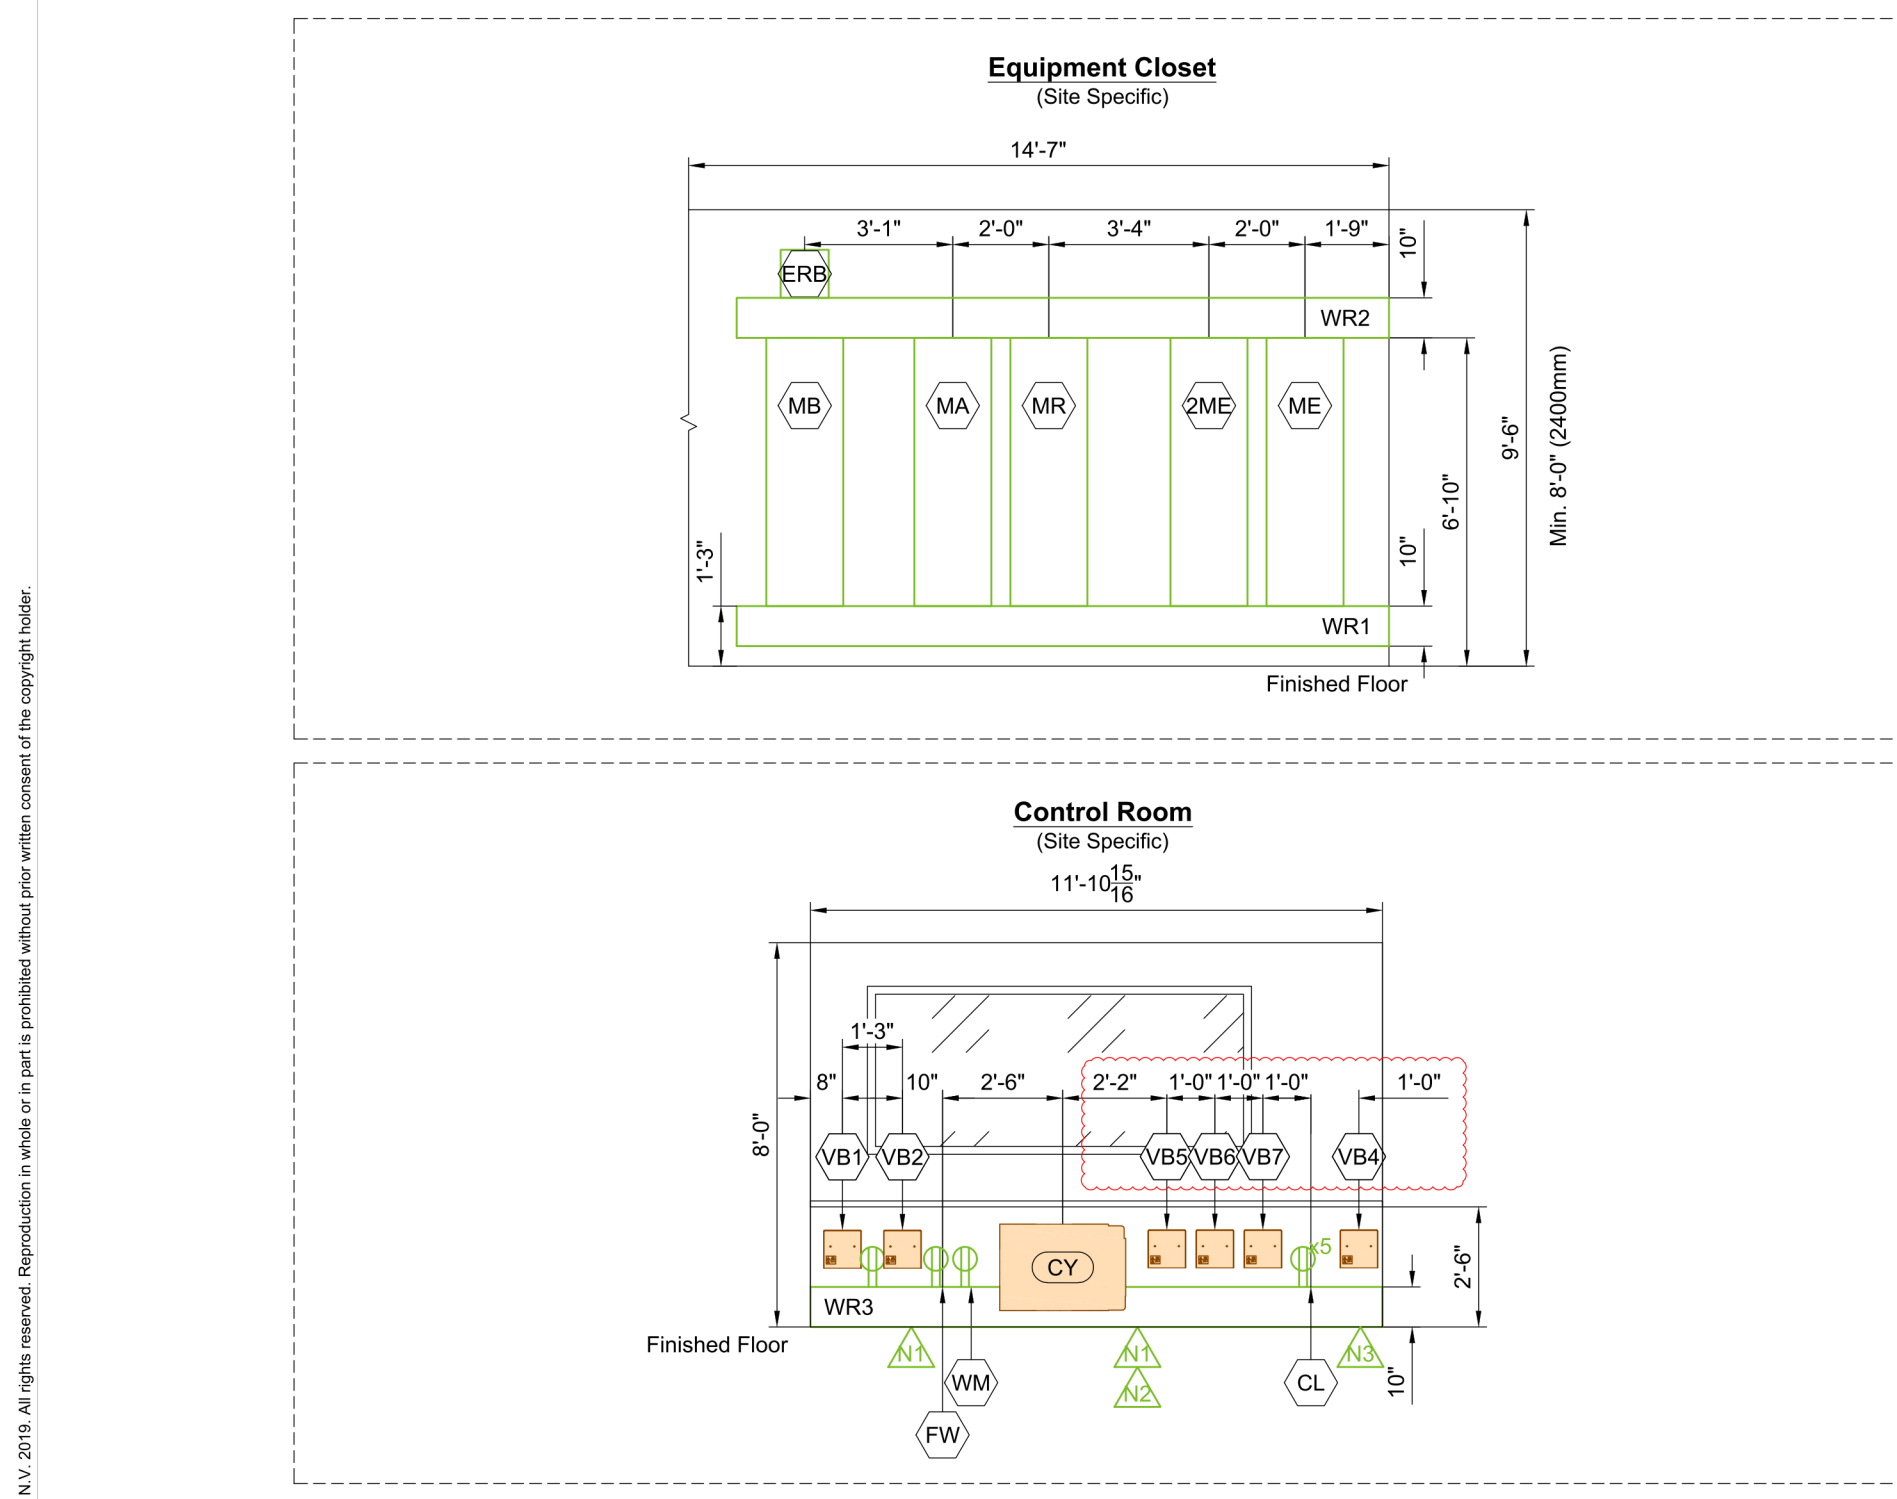 Equipment Closet
(Site Specific)
14'-7"
3'-1" 2'-0" 3'-4" 2'-0" 1'-9" 10"
ERB
WR2
MB MA MR 2ME ME
9'-6"
Min. 8'-0" (2400mm)
6'-10"
1'-3"
10"
WR1
Finished Floor
Control Room
(Site Specific)
11'-10 15/16"
1'-3"
8" 10" 2'-6" 2'-2" 1'-0" 1'-0" 1'-0" 1'-0"
8'-0"
VB1 VB2 VB5 VB6 VB7 VB4
x5
CY
2'-6"
WR3
Finished Floor
N1 N1 N3
WM N2 CL 10"
FW
N.V. 2019. All rights reserved. Reproduction in whole or in part is prohibited without prior written consent of the copyright holder.